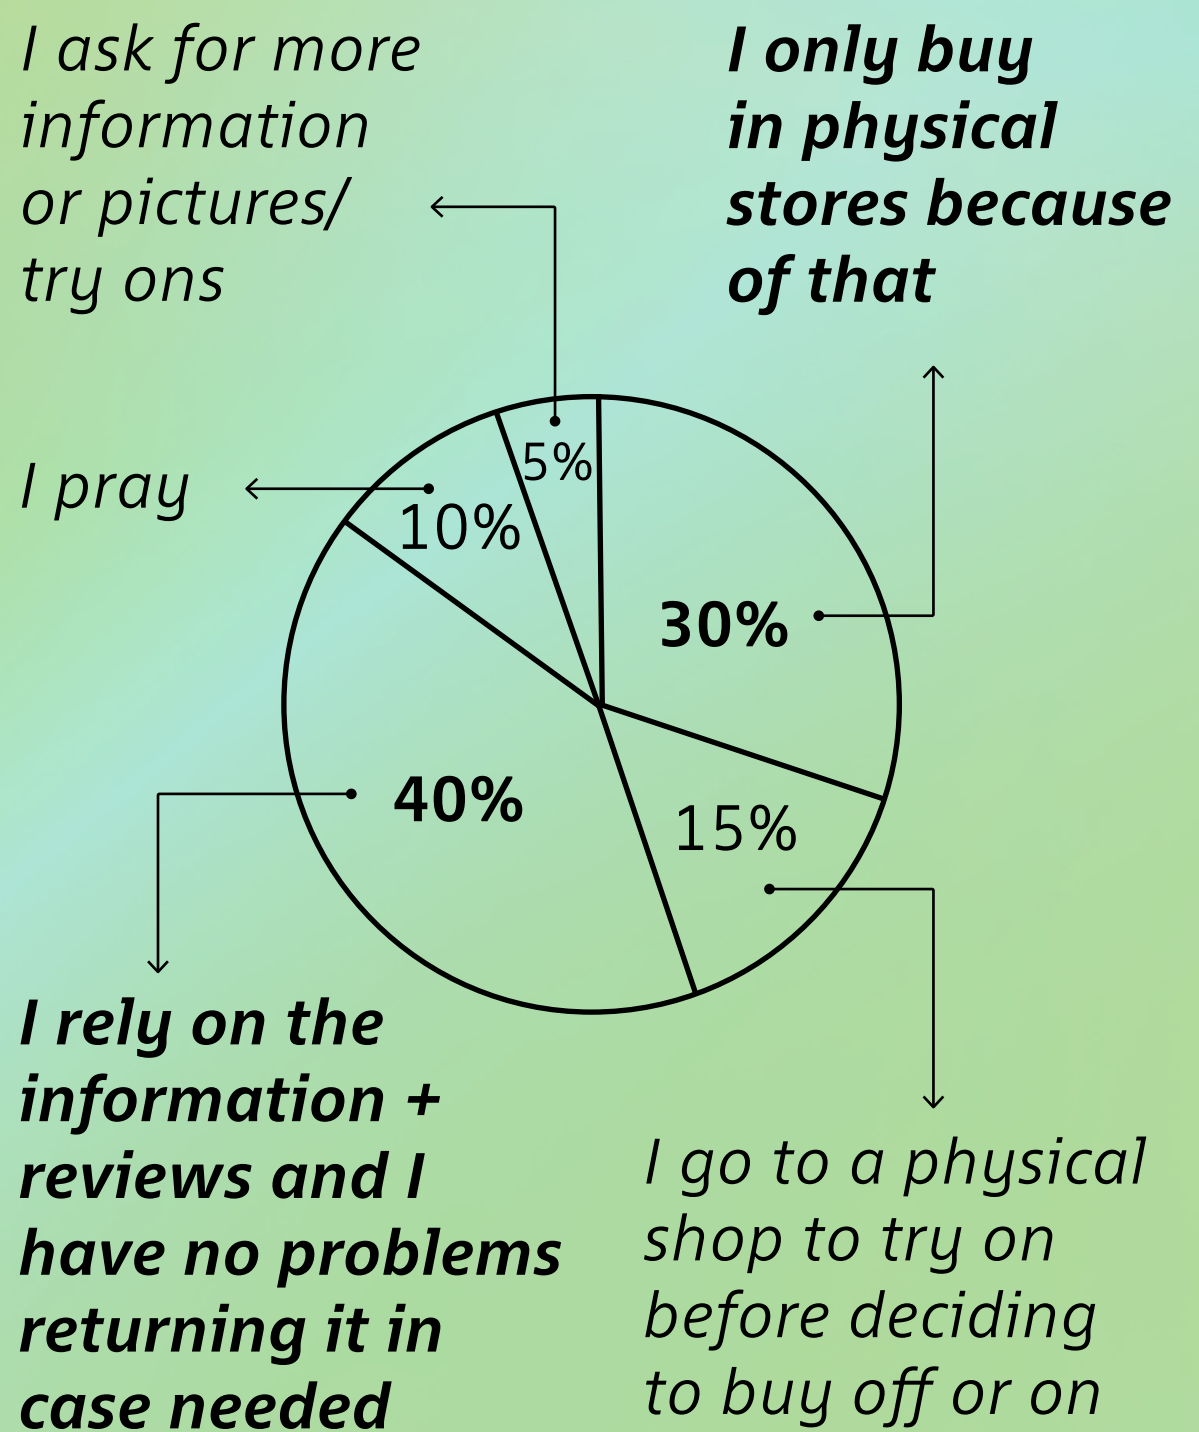 I ask for more
information
or pictures/
try ons
I only buy
in physical
stores because
of that
5%
I pray
10%
30%
40%
15%
I rely on the
information +
reviews and I
have no problems
returning it in
case needed
I go to a physical
shop to try on
before deciding
to buy off or on